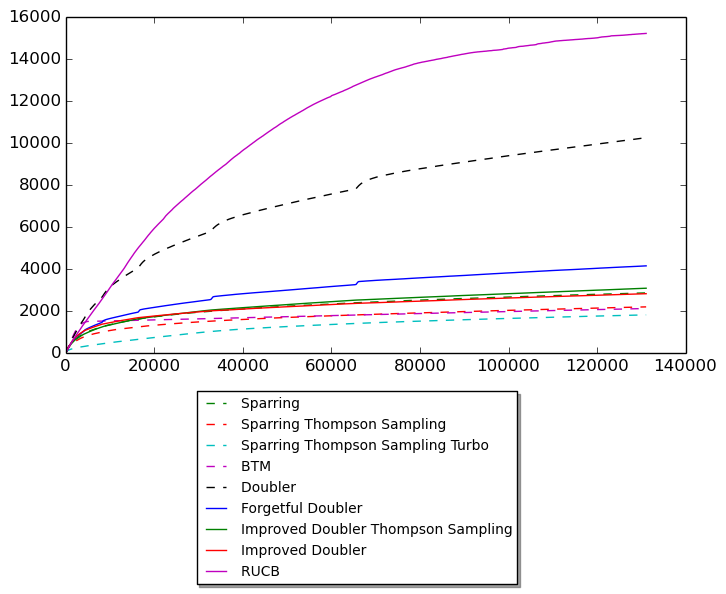 16000
14000
12000
10000
8000
6000
4000
2000
0
0 20000 40000 60000 80000 100000 120000 140000
Sparring
Sparring Thompson Sampling
Sparring Thompson Sampling Turbo
BTM
Doubler
Forgetful Doubler
Improved Doubler Thompson Sampling
Improved Doubler
RUCB